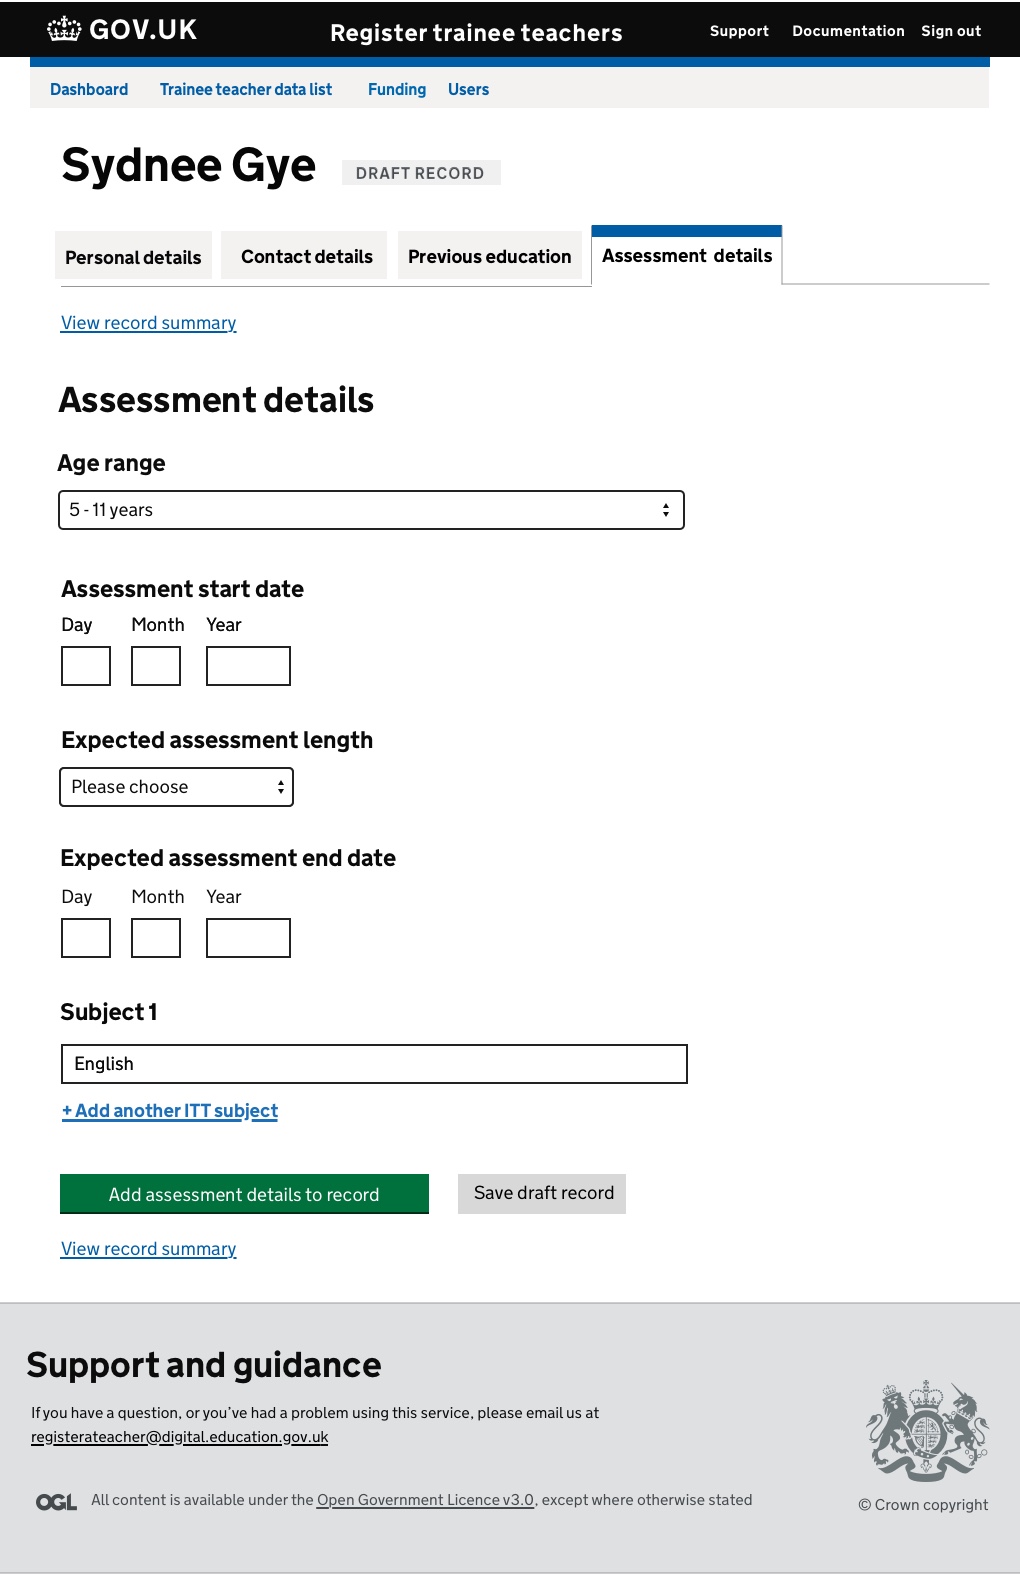 GOV.UK Register trainee teachers Support Documentation Sign out
Dashboard Trainee teacher data list Funding Users
Sydnee Gye DRAFT RECORD
Personal details Contact details Previous education Assessment details
View record summary
Assessment details
Age range
5 - 11 years
Assessment start date
Day Month Year
Expected assessment length
Please choose
Expected assessment end date
Day Month Year
Subject 1
English
+ Add another ITT subject
Add assessment details to record Save draft record
View record summary
Support and guidance
If you have a question, or you've had a problem using this service, please email us at
registerateacher@digital.education.gov.uk
OGL All content is available under the Open Government Licence v3.0, except where otherwise stated
© Crown copyright